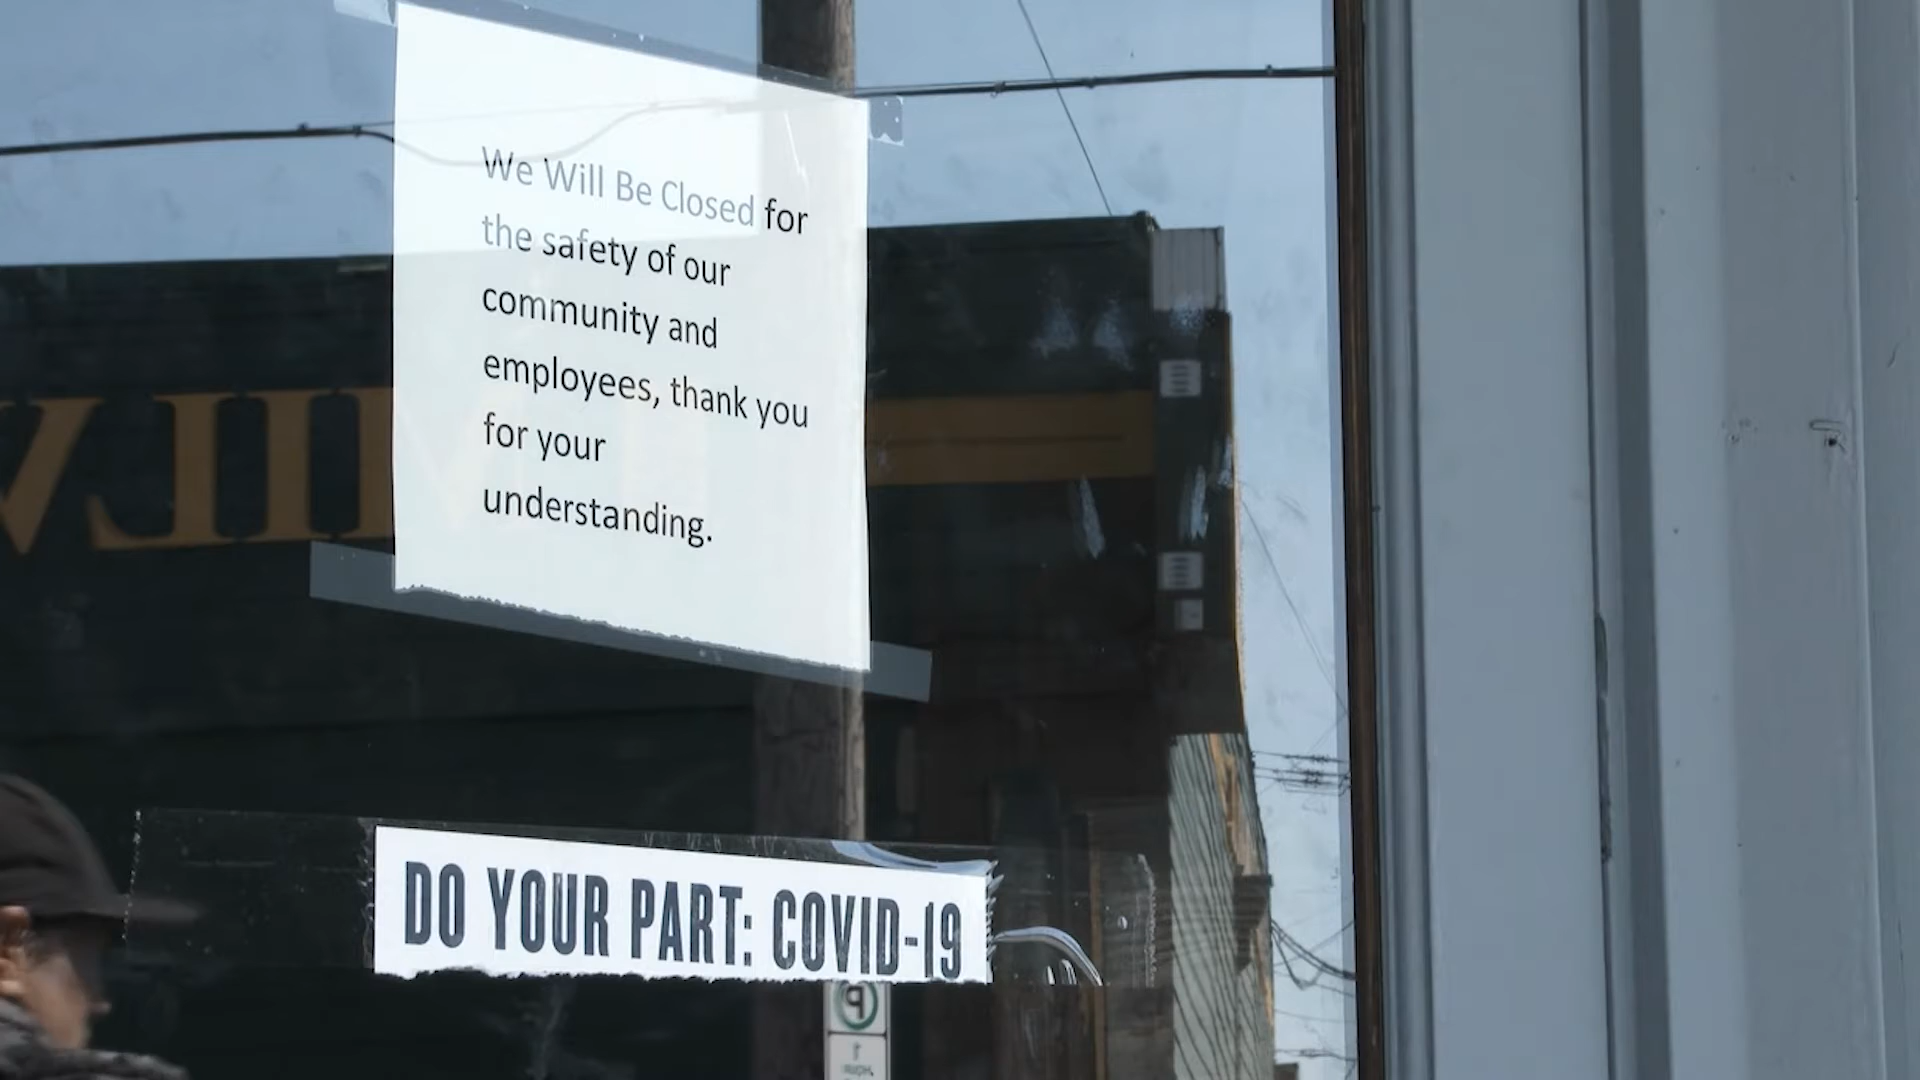 We Will Be Closed for
the safety of our
community and
employees, thank you
for your
understanding.
DO YOUR PART: COVID-19
P
1